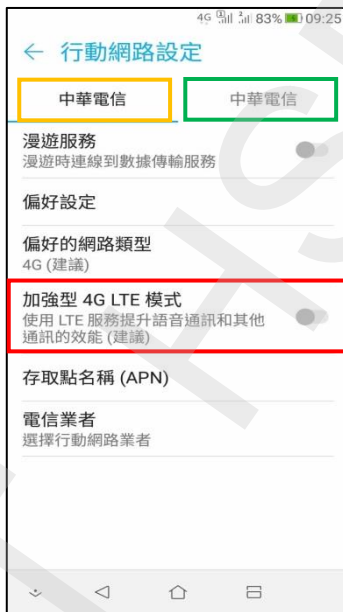 4G 83% 09:25
行動網路設定
中華電信 中華電信
漫遊服務
漫遊時連線到數據傳輸服務
偏好設定
偏好的網路類型
4G (建議)
加強型 4G LTE 模式
使用 LTE 服務提升語音通訊和其他
通訊的效能 (建議)
存取點名稱 (APN)
電信業者
選擇行動網路業者